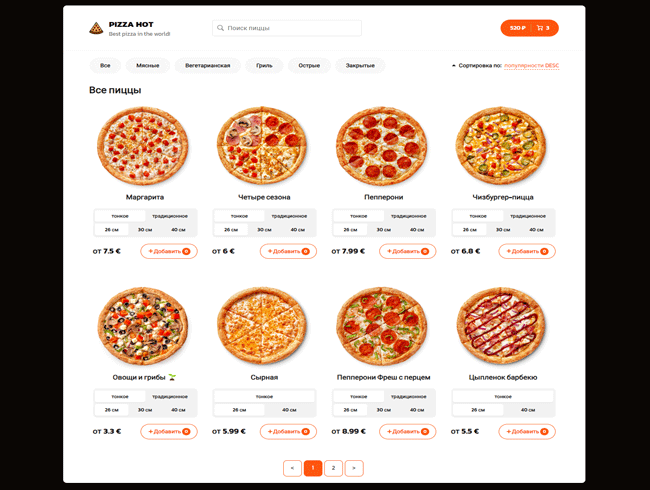 PIZZA HOT
Best pizza in the world!
Поиск пиццы
520 ₽ 3
Все Мясные Вегетарианская Гриль Острые Закрытые
Сортировка по: популярности DESC
Все пиццы
Маргарита Четыре сезона Пепперони Чизбургер-пицца
тонкое традиционное тонкое традиционное тонкое традиционное тонкое традиционное
26 см 30 см 40 см 26 см 30 см 40 см 26 см 30 см 40 см 26 см 30 см 40 см
от 7.5 € + Добавить 0 от 6 € + Добавить 0 от 7.99 € + Добавить 0 от 6.8 € + Добавить 0
Овощи и грибы Сырная Пепперони Фреш с перцем Цыпленок барбекю
тонкое традиционное тонкое тонкое традиционное тонкое
26 см 30 см 40 см 26 см 40 см 26 см 30 см 40 см 26 см 40 см
от 3.3 € + Добавить 0 от 5.99 € + Добавить 0 от 8.99 € + Добавить 0 от 5.5 € + Добавить 0
< 1 2 >